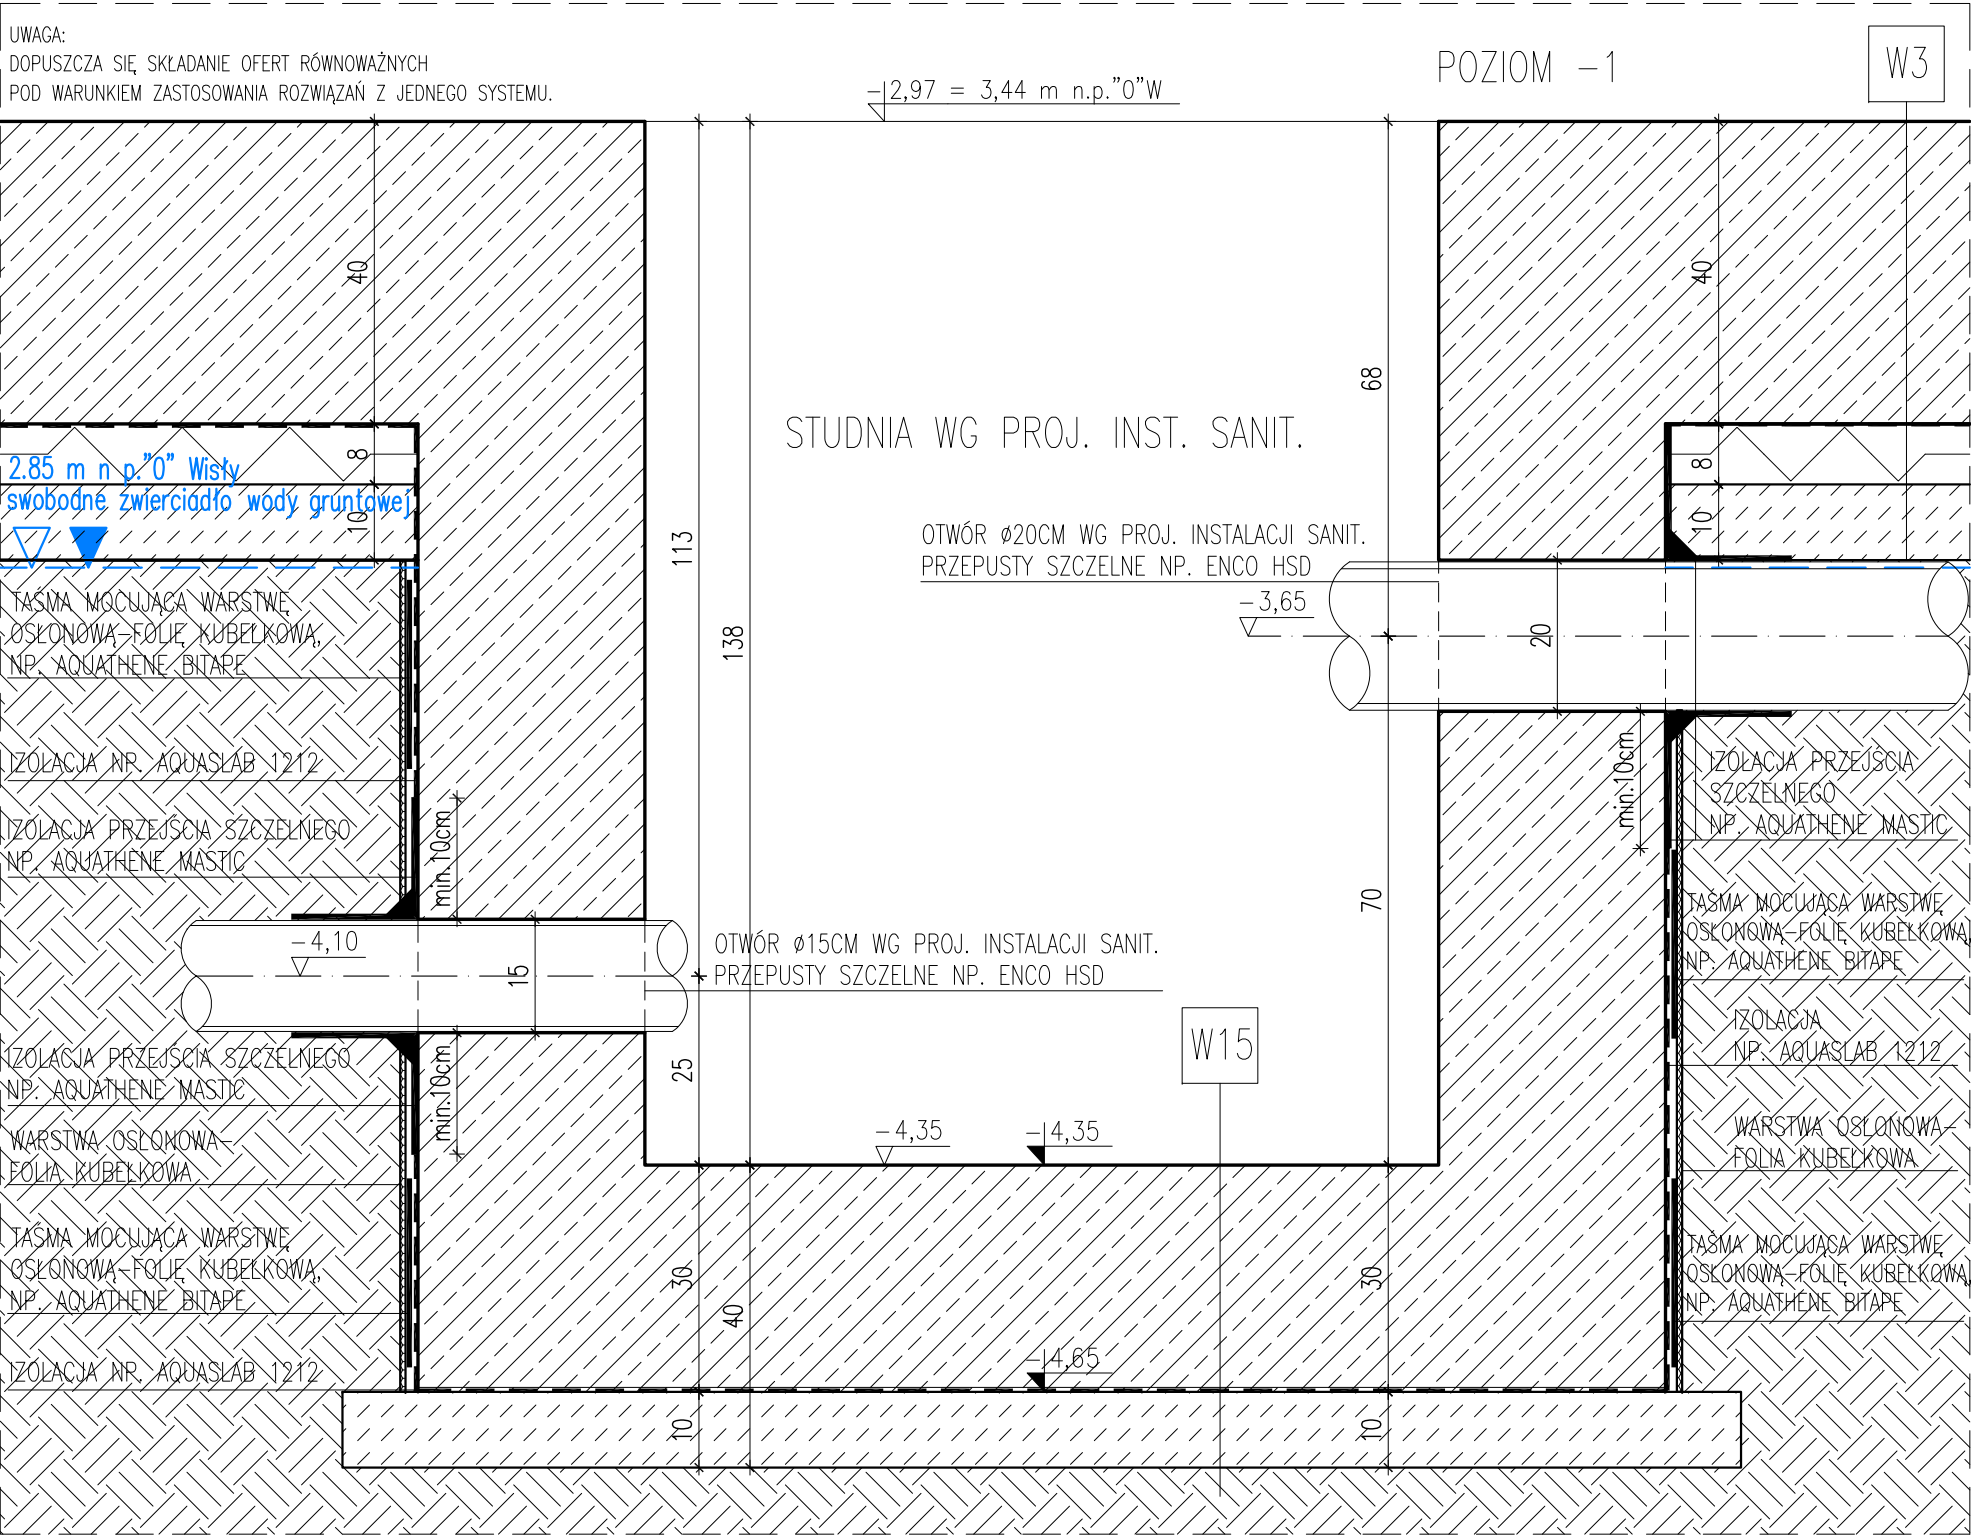 UWAGA:
DOPUSZCZA SIĘ SKŁADANIE OFERT RÓWNOWAŻNYCH
POD WARUNKIEM ZASTOSOWANIA ROZWIĄZAŃ Z JEDNEGO SYSTEMU.
-2,97 = 3,44 m n.p."0"W
POZIOM -1
W3
40
40
68
STUDNIA WG PROJ. INST. SANIT.
8
8
2.85 m n p."0" Wisły
swobodne zwierciadło wody gruntowej
10
10
113
138
OTWÓR ø20CM WG PROJ. INSTALACJI SANIT.
PRZEPUSTY SZCZELNE NP. ENCO HSD
-3,65
20
TAŚMA MOCUJĄCA WARSTWĘ
OSŁONOWĄ-FOLIĘ KUBEŁKOWĄ,
NP. AQUATHENE BITAPE
IZOLACJA NP. AQUASLAB 1212
IZOLACJA PRZEJŚCIA SZCZELNEGO
NP. AQUATHENE MASTIC
min.10cm
min.10cm
IZOLACJA PRZEJŚCIA
SZCZELNEGO
NP. AQUATHENE MASTIC
70
-4,10
15
OTWÓR ø15CM WG PROJ. INSTALACJI SANIT.
PRZEPUSTY SZCZELNE NP. ENCO HSD
TAŚMA MOCUJĄCA WARSTWĘ
OSŁONOWĄ-FOLIĘ KUBEŁKOWĄ,
NP. AQUATHENE BITAPE
W15
IZOLACJA
NP. AQUASLAB 1212
IZOLACJA PRZEJŚCIA SZCZELNEGO
NP. AQUATHENE MASTIC
min.10cm
25
WARSTWA OSŁONOWA-
FOLIA KUBEŁKOWA
-4,35
-4,35
WARSTWA OSŁONOWA-
FOLIA KUBEŁKOWA
TAŚMA MOCUJĄCA WARSTWĘ
OSŁONOWĄ-FOLIĘ KUBEŁKOWĄ,
NP. AQUATHENE BITAPE
30
40
30
TAŚMA MOCUJĄCA WARSTWĘ
OSŁONOWĄ-FOLIĘ KUBEŁKOWĄ,
NP. AQUATHENE BITAPE
IZOLACJA NP. AQUASLAB 1212
-4,65
10
10